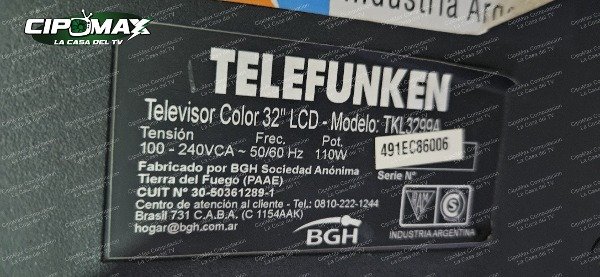 CIPOMAX
LA CASA DEL TV
Industria Arge
TELEFUNKEN
Televisor Color 32" LCD - Modelo: TKL3299A
Tensión Frec. Pot.
100 - 240VCA ~ 50/60 Hz 110W
491EC86006
Fabricado por BGH Sociedad Anónima
Tierra del Fuego (PAAE)
Serie N°
CUIT N° 30-50361289-1
Centro de atención al cliente - Tel.: 0810-222-1244
Brasil 731 C.A.B.A. (C 1154AAK)
hogar@bgh.com.ar
BGH
S
INDUSTRIA ARGENTINA